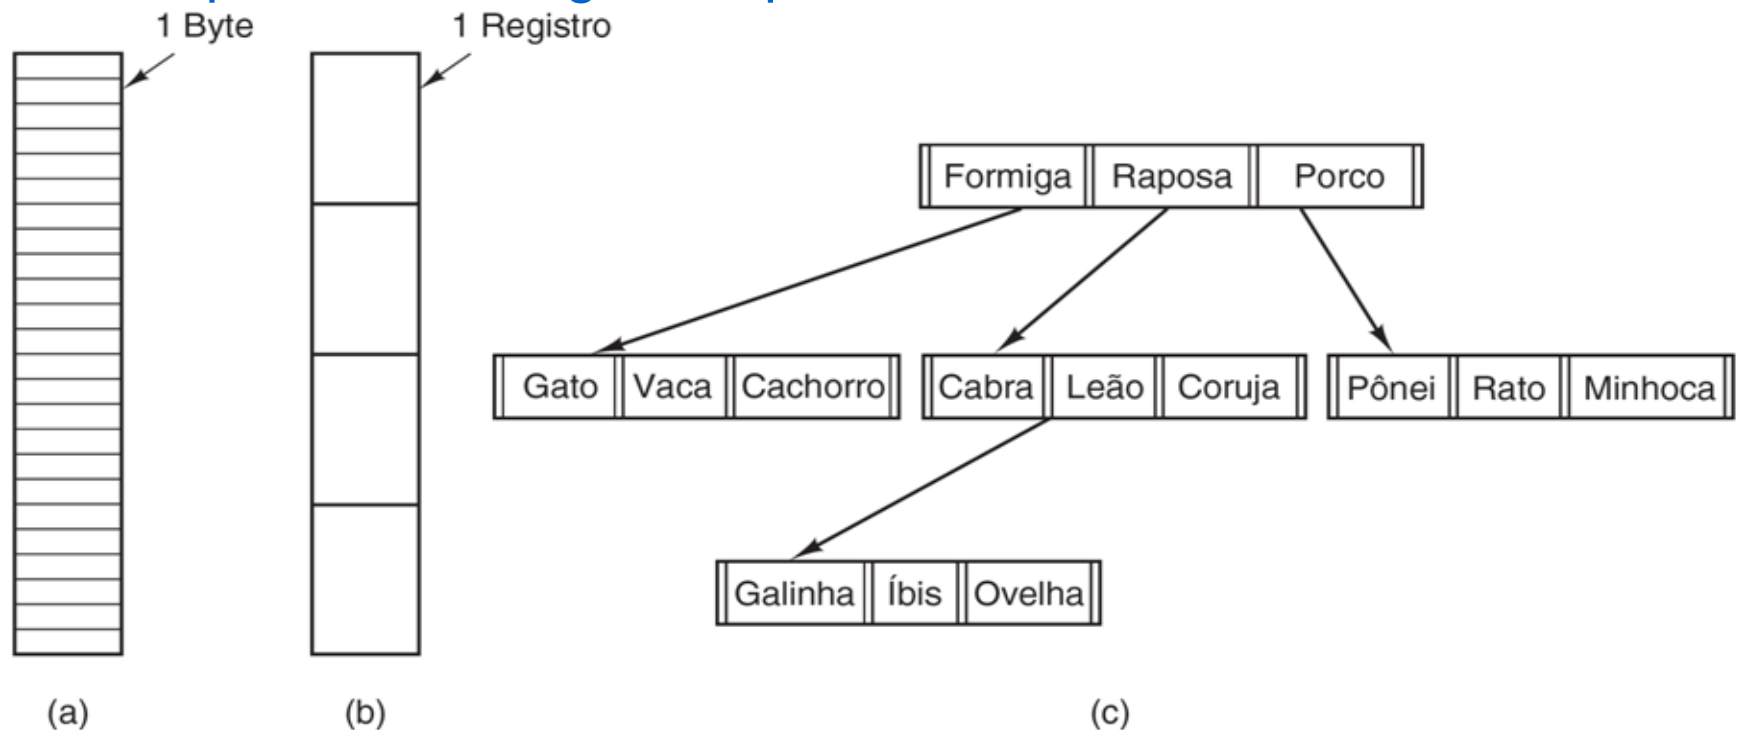 1 Byte
1 Registro
Formiga Raposa Porco
Gato Vaca Cachorro Cabra Leão Coruja Pônei Rato Minhoca
Galinha Íbis Ovelha
(a) (b) (c)